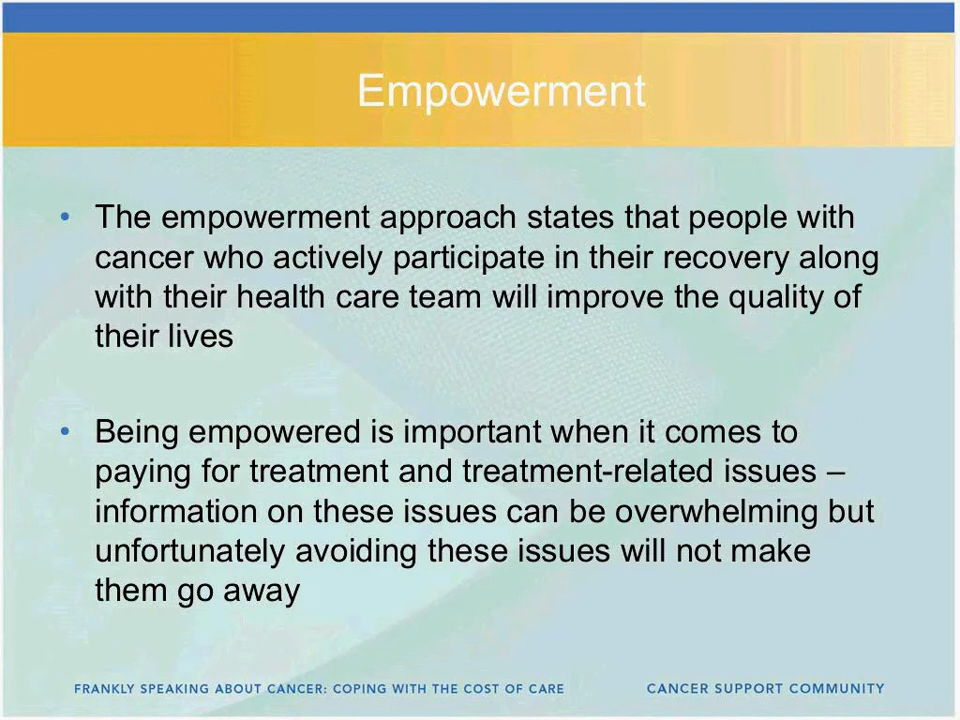 Empowerment
• The empowerment approach states that people with
cancer who actively participate in their recovery along
with their health care team will improve the quality of
their lives
• Being empowered is important when it comes to
paying for treatment and treatment-related issues –
information on these issues can be overwhelming but
unfortunately avoiding these issues will not make
them go away
FRANKLY SPEAKING ABOUT CANCER: COPING WITH THE COST OF CARE CANCER SUPPORT COMMUNITY